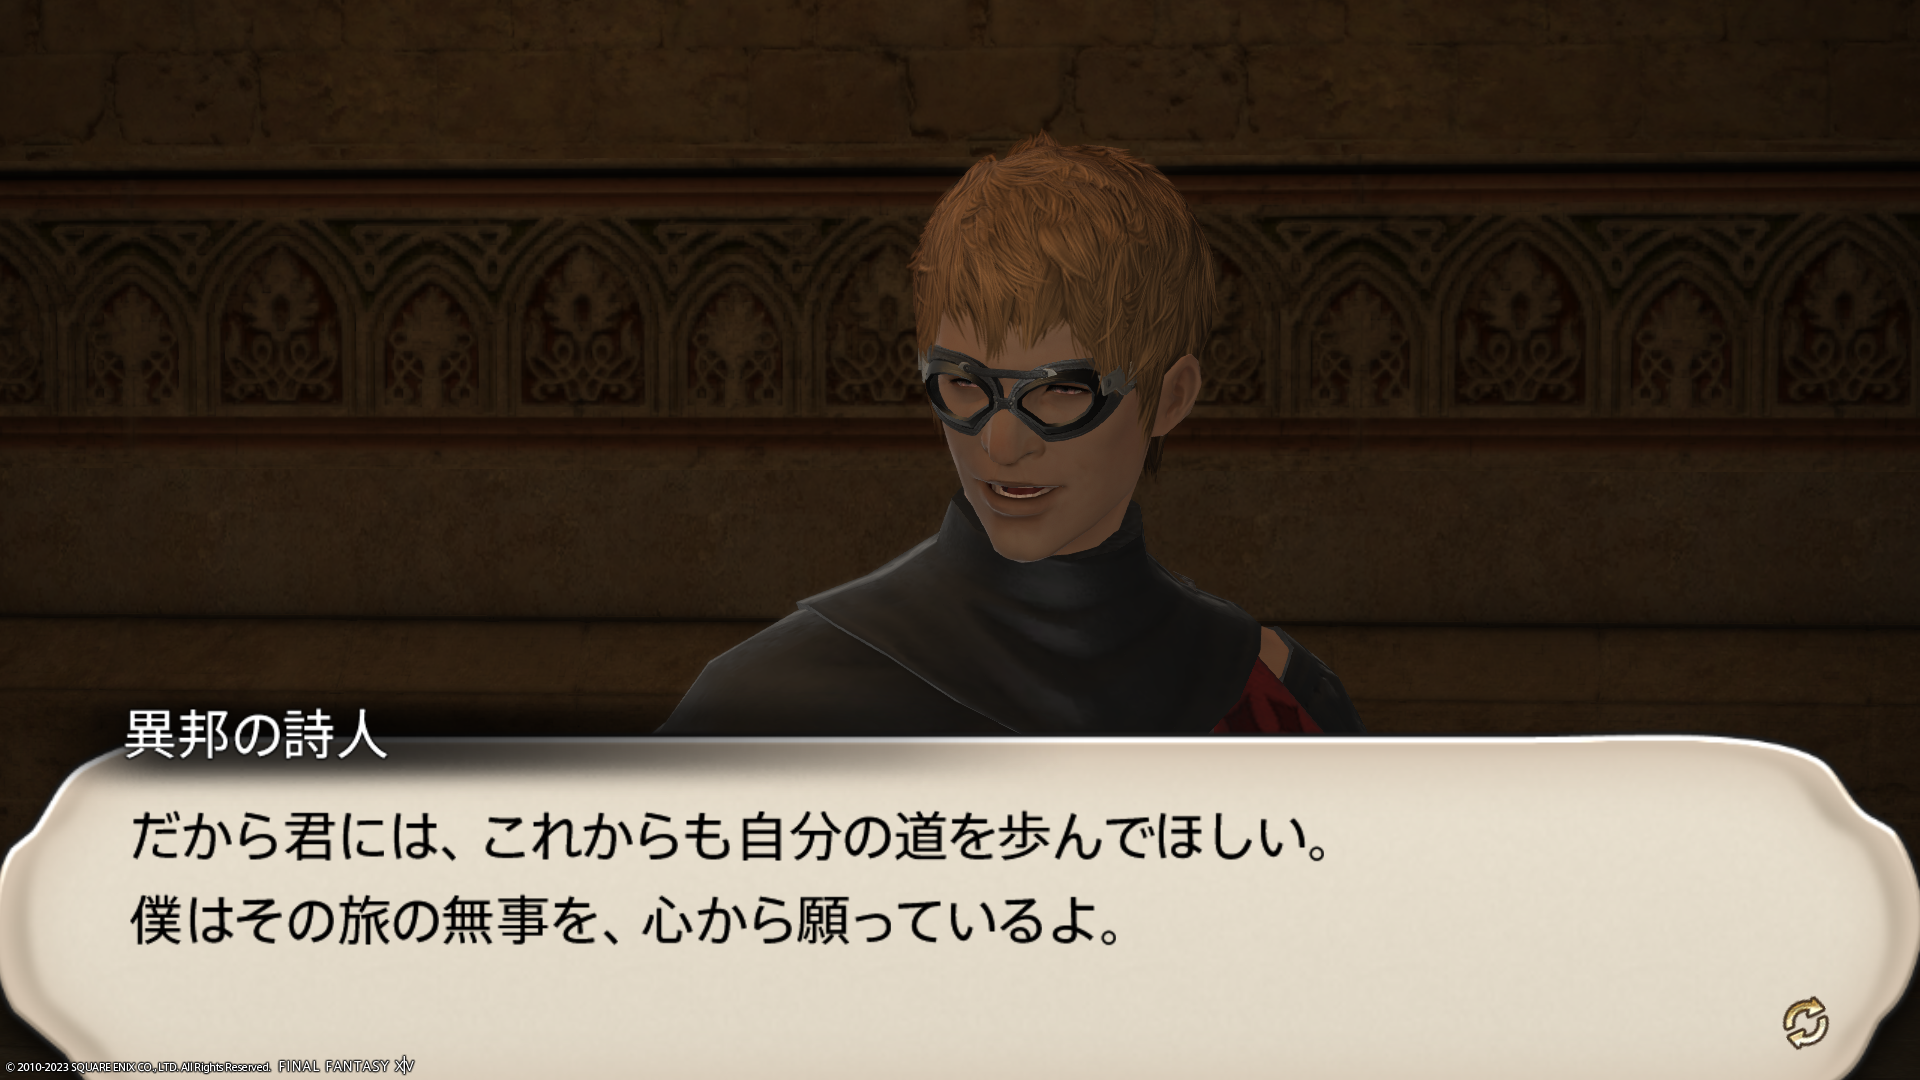 異邦の詩人
だから君には、これからも自分の道を歩んでほしい。
僕はその旅の無事を、心から願っているよ。
© 2010-2023 SQUARE ENIX CO., LTD. All Rights Reserved. FINAL FANTASY XIV